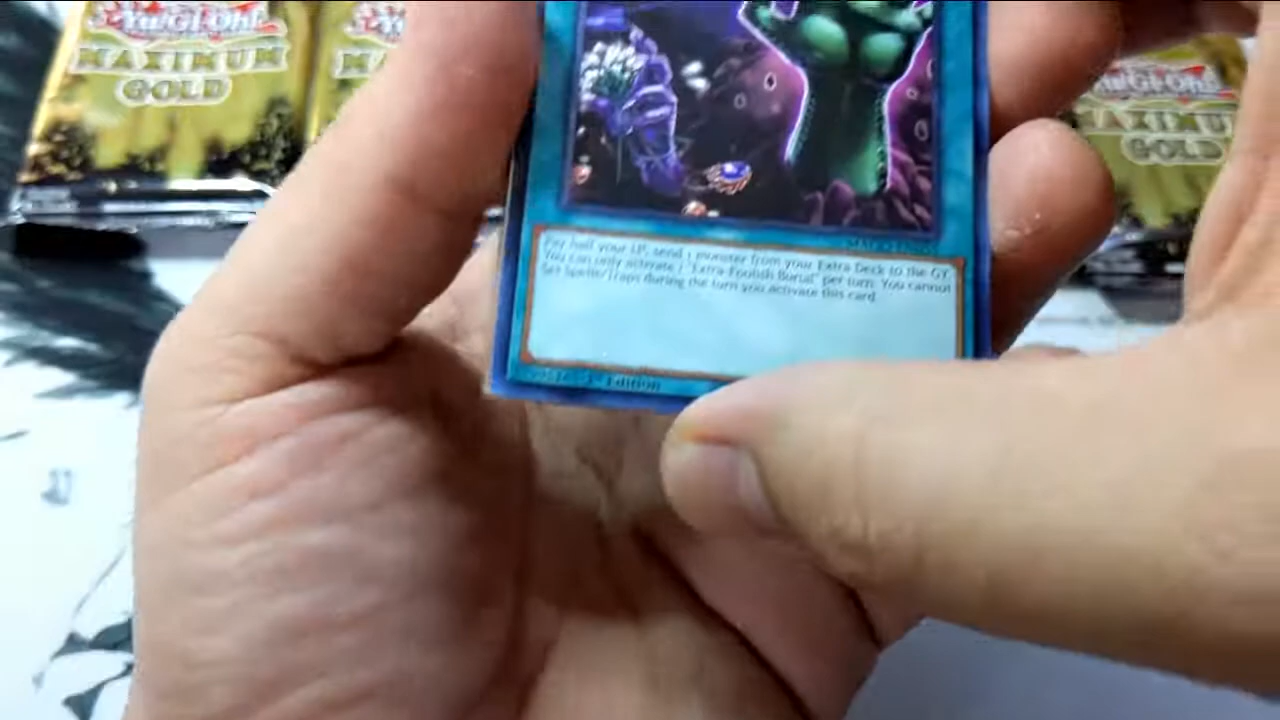 Yu-Gi-Oh!
MAXIMUM
GOLD
Yu-Gi-Oh!
MAXIMU
GOLD
Pay half your LP; send 1 monster from your Extra Deck to the GY.
You can only activate 1 "Extra-Foolish Burial" per turn. You cannot
Set Spells/Traps during the turn you activate this card.
1st Edition